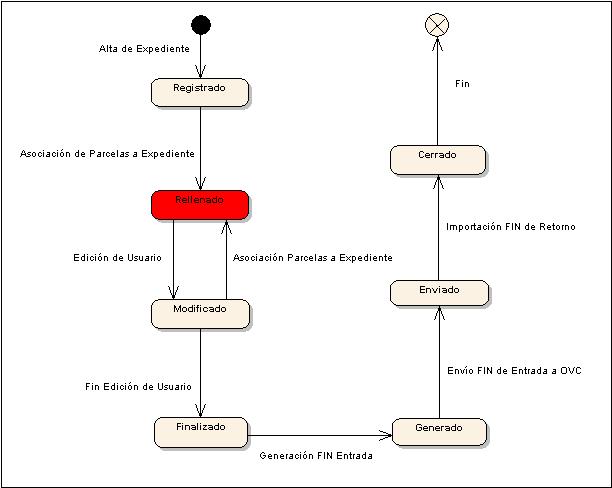 Alta de Expediente
Registrado
Asociación de Parcelas a Expediente
Rellenado
Edición de Usuario
Asociación Parcelas a Expediente
Modificado
Fin Edición de Usuario
Finalizado
Generación FIN Entrada
Generado
Envío FIN de Entrada a OVC
Enviado
Importación FIN de Retorno
Cerrado
Fin